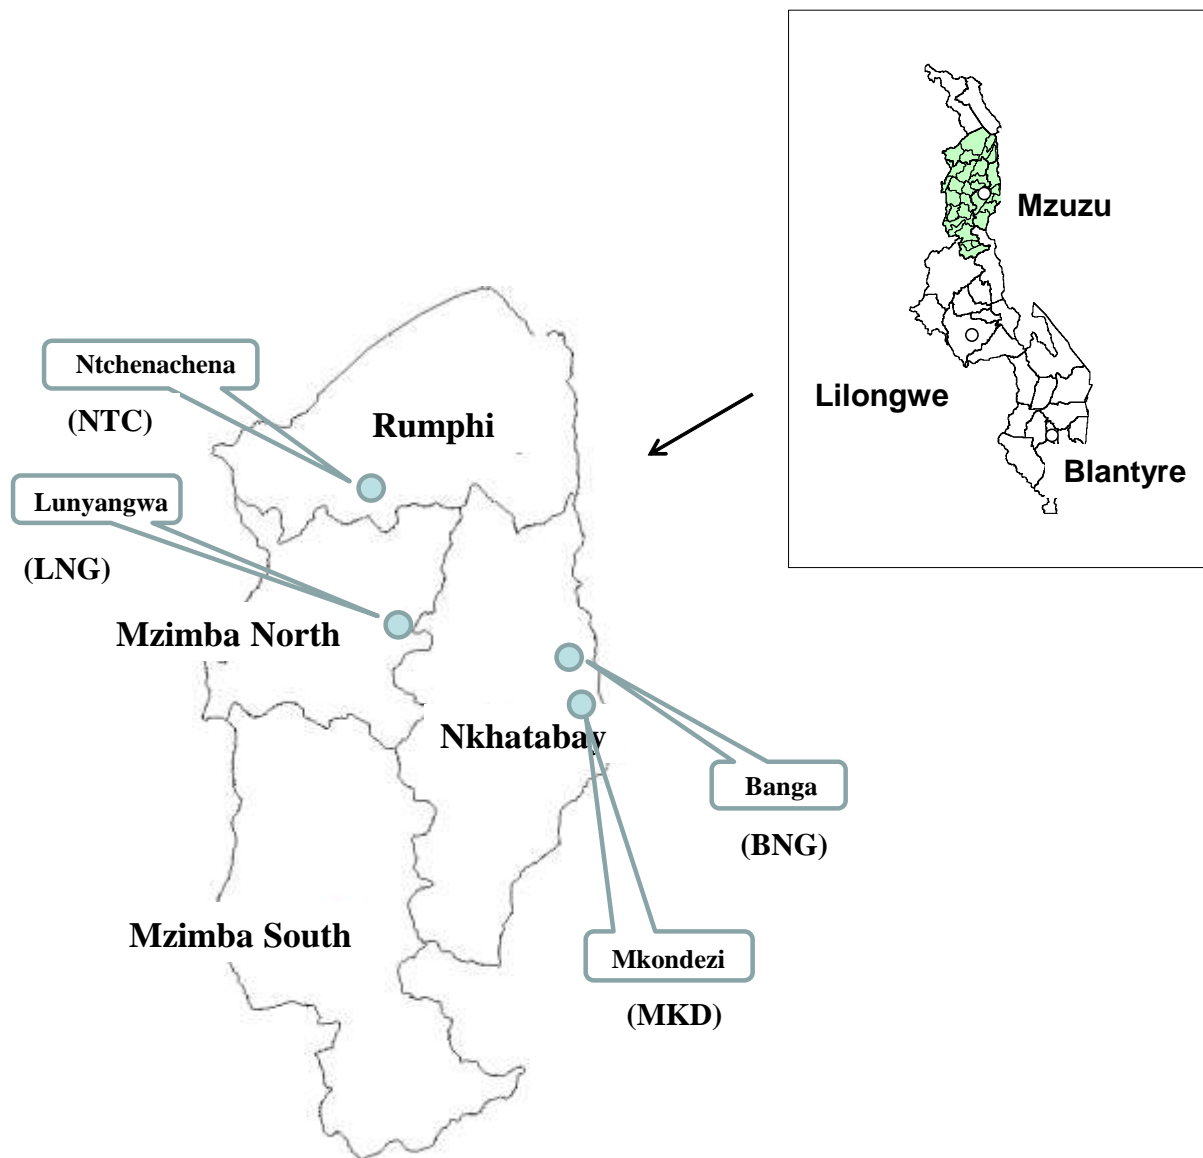 Mzuzu
Lilongwe
Blantyre
Ntchenachena
(NTC)
Rumphi
Lunyangwa
(LNG)
Mzimba North
Nkhatabay
Banga
(BNG)
Mzimba South
Mkondezi
(MKD)